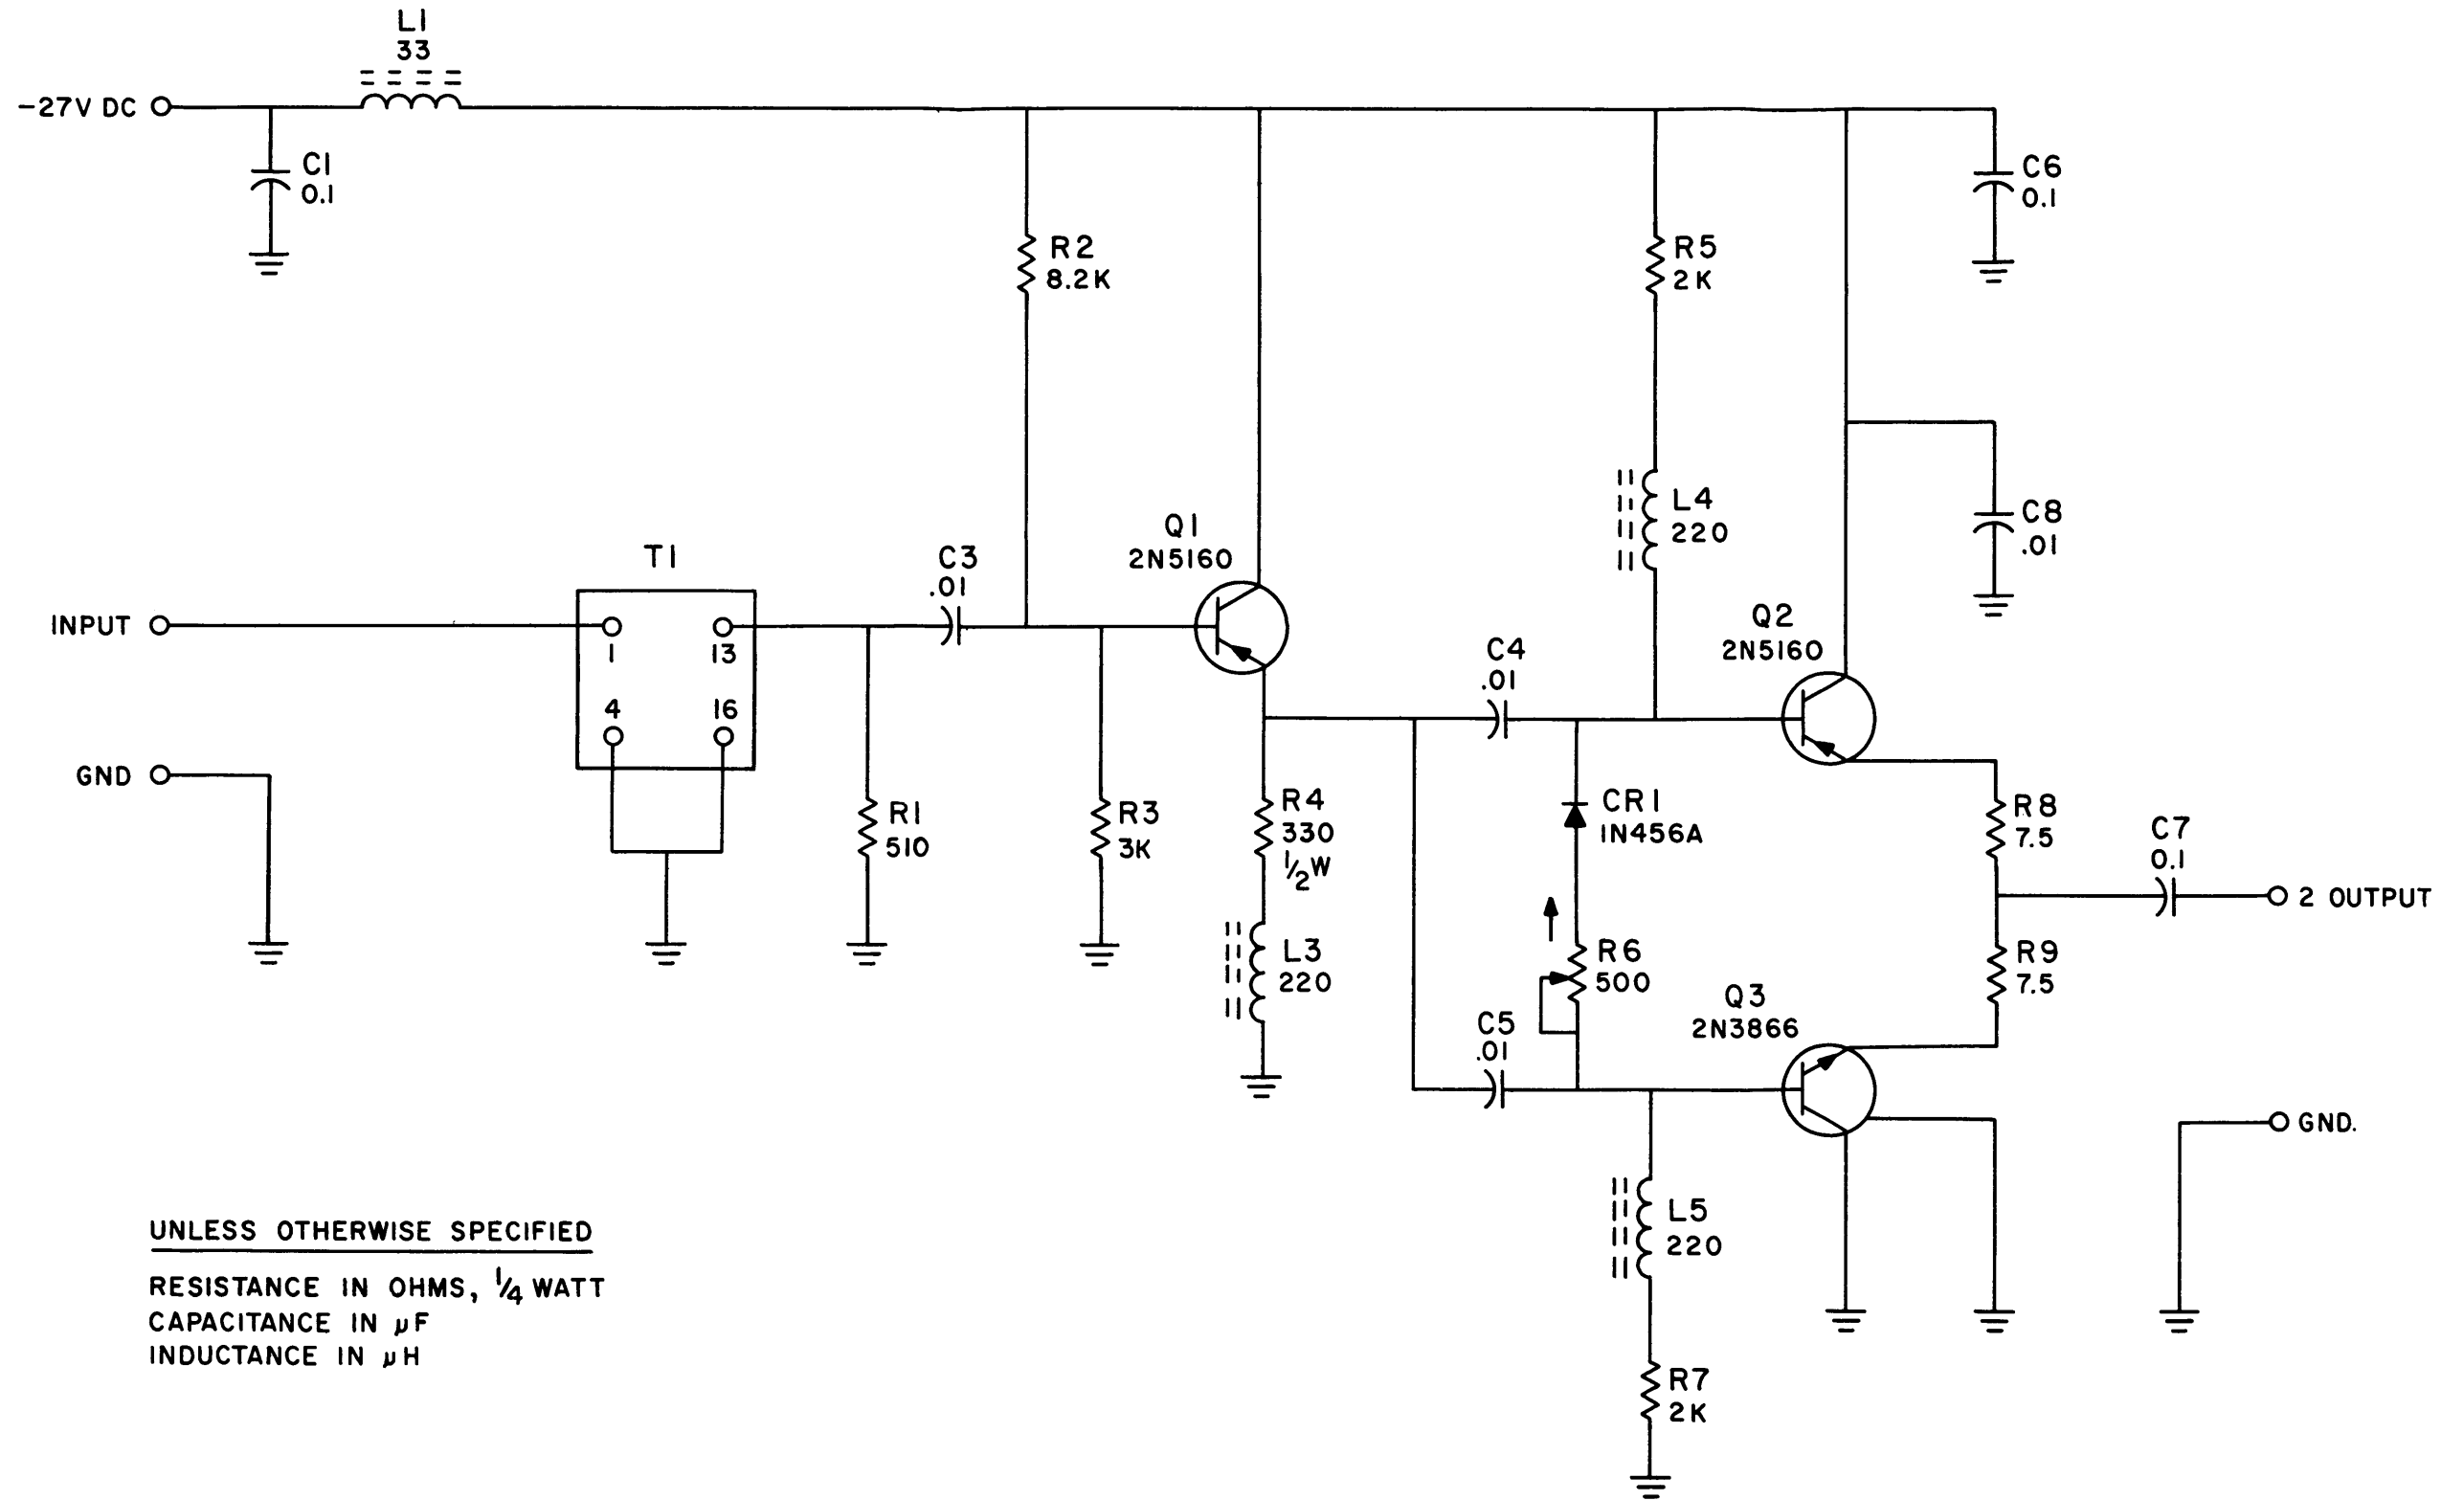 L1
33
-27V DC
C1
0.1
R2
8.2K
R5
2K
C6
0.1
L4
220
C8
.01
Q1
2N5160
T1
C3
.01
INPUT
1
13
4
16
Q2
2N5160
C4
.01
GND
R1
510
R3
3K
R4
330
1/2W
CR1
1N456A
R8
7.5
C7
0.1
2 OUTPUT
L3
220
R6
500
R9
7.5
Q3
2N3866
C5
.01
GND.
L5
220
R7
2K
UNLESS OTHERWISE SPECIFIED
RESISTANCE IN OHMS, 1/4 WATT
CAPACITANCE IN µF
INDUCTANCE IN µH